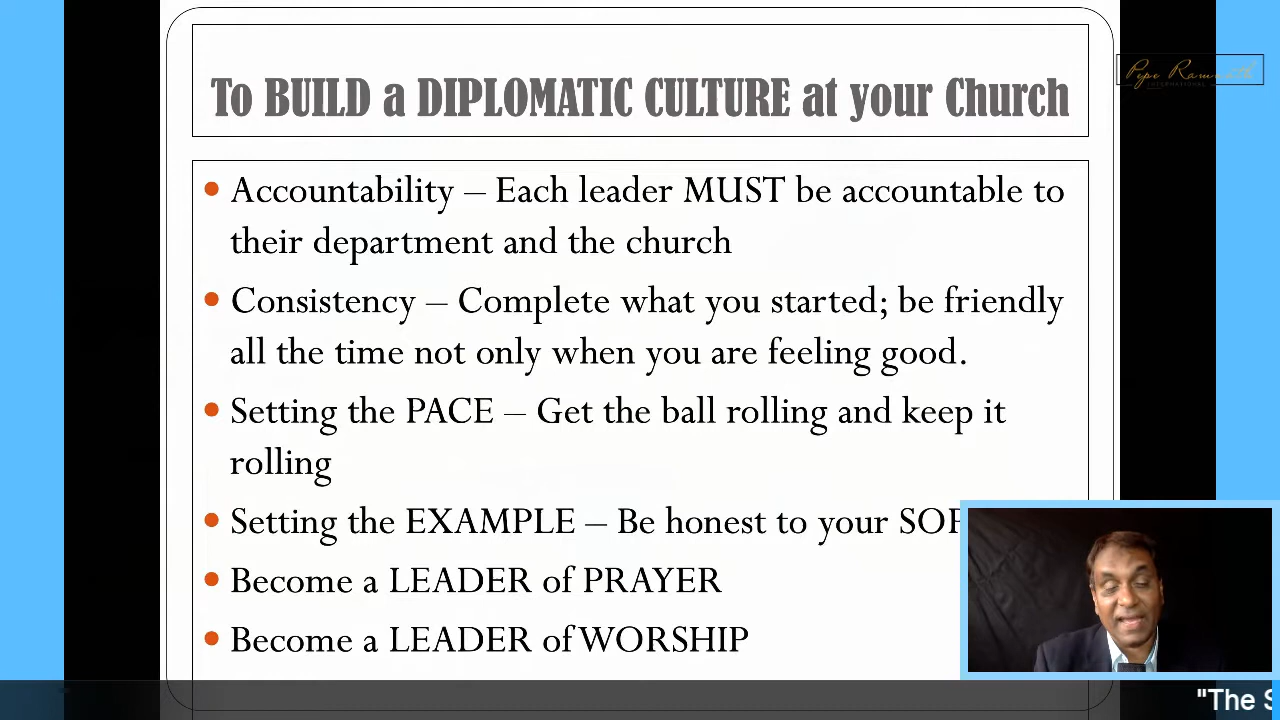 To BUILD a DIPLOMATIC CULTURE at your Church
Accountability – Each leader MUST be accountable to
their department and the church
Consistency – Complete what you started; be friendly
all the time not only when you are feeling good.
Setting the PACE – Get the ball rolling and keep it
rolling
Setting the EXAMPLE – Be honest to your
Become a LEADER of PRAYER
Become a LEADER of WORSHIP
"The